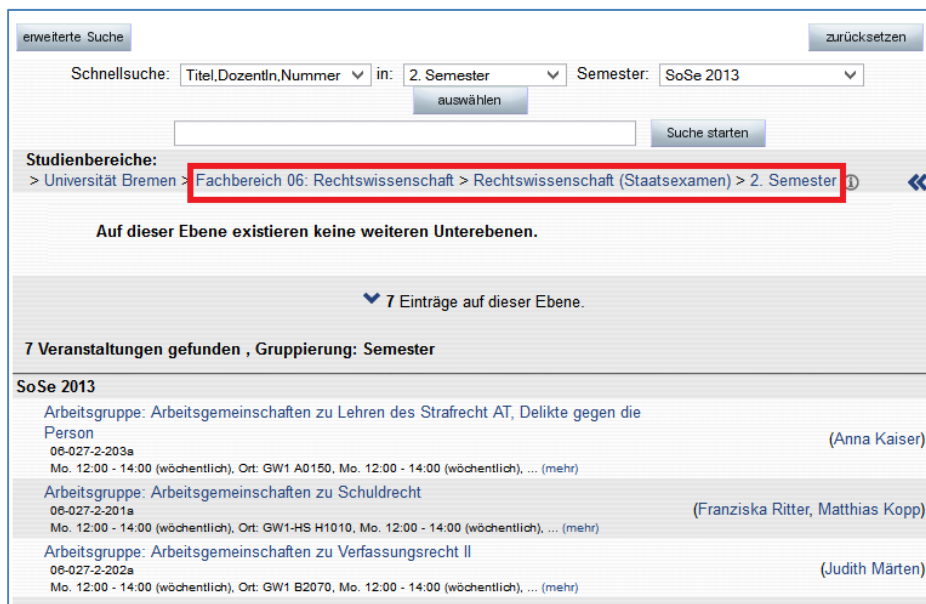 erweiterte Suche zurücksetzen
Schnellsuche: Titel,DozentIn,Nummer in: 2. Semester Semester: SoSe 2013
auswählen
Suche starten
Studienbereiche:
> Universität Bremen > Fachbereich 06: Rechtswissenschaft > Rechtswissenschaft (Staatsexamen) > 2. Semester
Auf dieser Ebene existieren keine weiteren Unterebenen.
7 Einträge auf dieser Ebene.
7 Veranstaltungen gefunden , Gruppierung: Semester
SoSe 2013
Arbeitsgruppe: Arbeitsgemeinschaften zu Lehren des Strafrecht AT, Delikte gegen die
Person
(Anna Kaiser)
06-027-2-203a
Mo. 12:00 - 14:00 (wöchentlich), Ort: GW1 A0150, Mo. 12:00 - 14:00 (wöchentlich), ... (mehr)
Arbeitsgruppe: Arbeitsgemeinschaften zu Schuldrecht
06-027-2-201a
(Franziska Ritter, Matthias Kopp)
Mo. 12:00 - 14:00 (wöchentlich), Ort: GW1-HS H1010, Mo. 12:00 - 14:00 (wöchentlich), ... (mehr)
Arbeitsgruppe: Arbeitsgemeinschaften zu Verfassungsrecht II
06-027-2-202a
(Judith Märten)
Mo. 12:00 - 14:00 (wöchentlich), Ort: GW1 B2070, Mo. 12:00 - 14:00 (wöchentlich), ... (mehr)